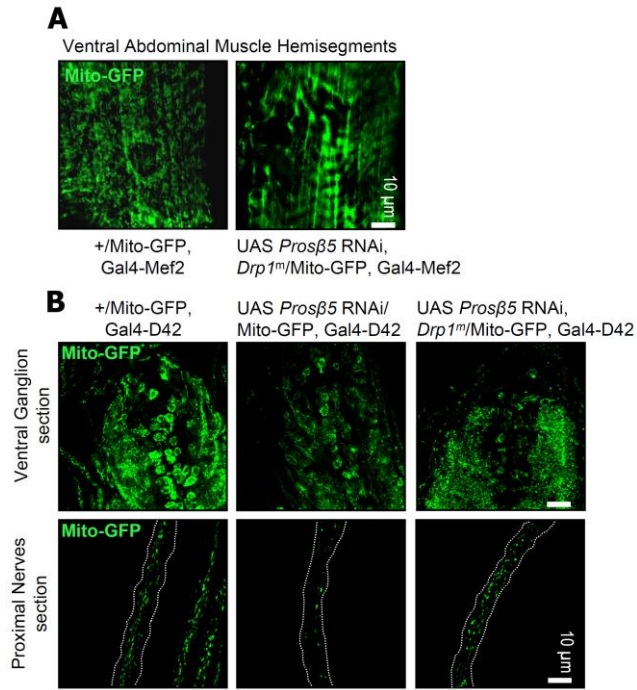 A
Ventral Abdominal Muscle Hemisegments
Mito-GFP
10 µm
+/Mito-GFP,
Gal4-Mef2
UAS Prosβ5 RNAi,
Drp1ᵐ/Mito-GFP, Gal4-Mef2
B
+/Mito-GFP,
Gal4-D42
UAS Prosβ5 RNAi/
Mito-GFP, Gal4-D42
UAS Prosβ5 RNAi,
Drp1ᵐ/Mito-GFP, Gal4-D42
Ventral Ganglion
section
Mito-GFP
Proximal Nerves
section
Mito-GFP
10 µm